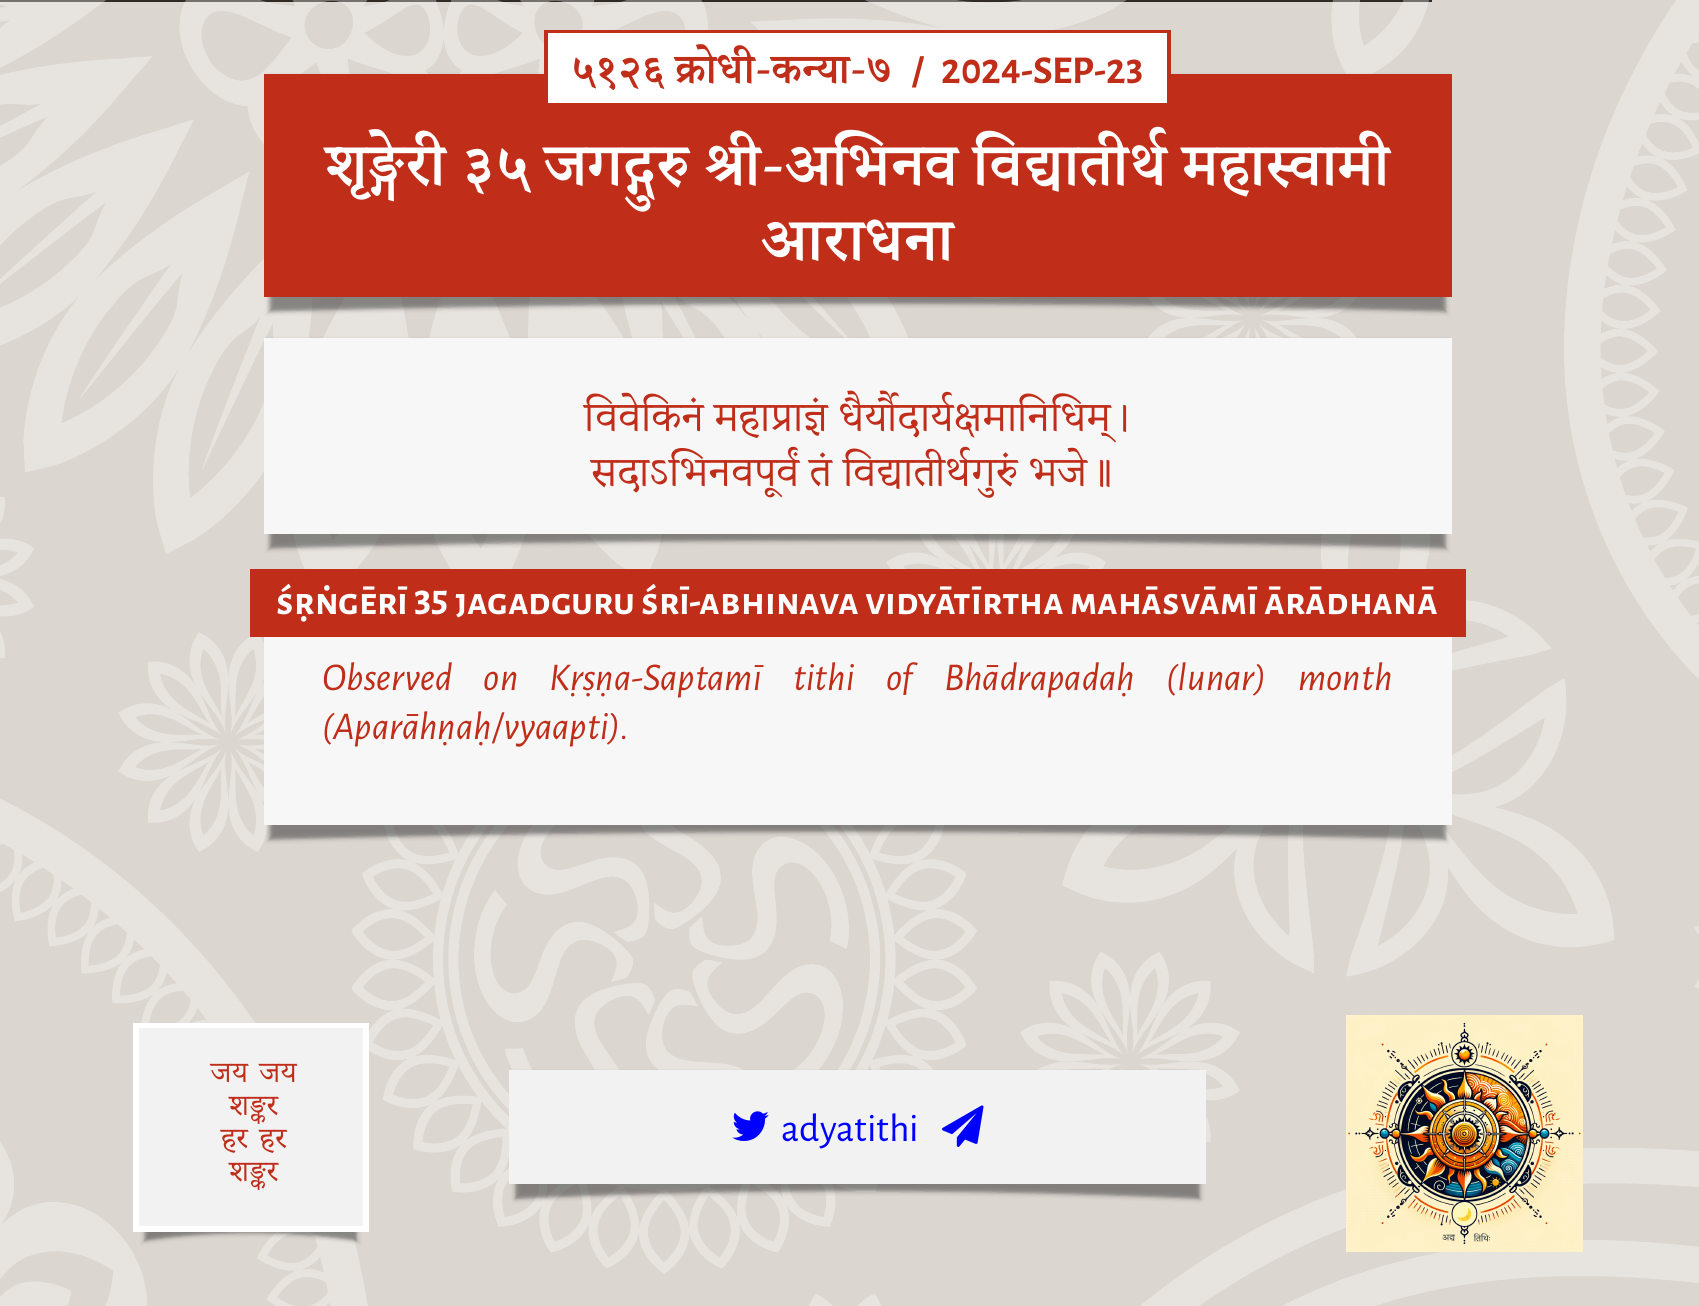 ५१२६ क्रोधी-कन्या-७ / 2024-SEP-23
शृङ्गेरी ३५ जगद्गुरु श्री-अभिनव विद्यातीर्थ महास्वामी
आराधना
विवेकिनं महाप्राज्ञं धैर्यौदार्यक्षमानिधिम्।
सदाऽभिनवपूर्वं तं विद्यातीर्थगुरुं भजे॥
ŚṚṄGĒRĪ 35 JAGADGURU ŚRĪ-ABHINAVA VIDYĀTĪRTHA MAHĀSVĀMĪ ĀRĀDHANĀ
Observed on Kṛṣṇa-Saptamī tithi of Bhādrapadaḥ (lunar) month
(Aparāhṇaḥ/vyaapti).
जय जय
शङ्कर
हर हर
शङ्कर
adyatithi
अद्य तिथिः